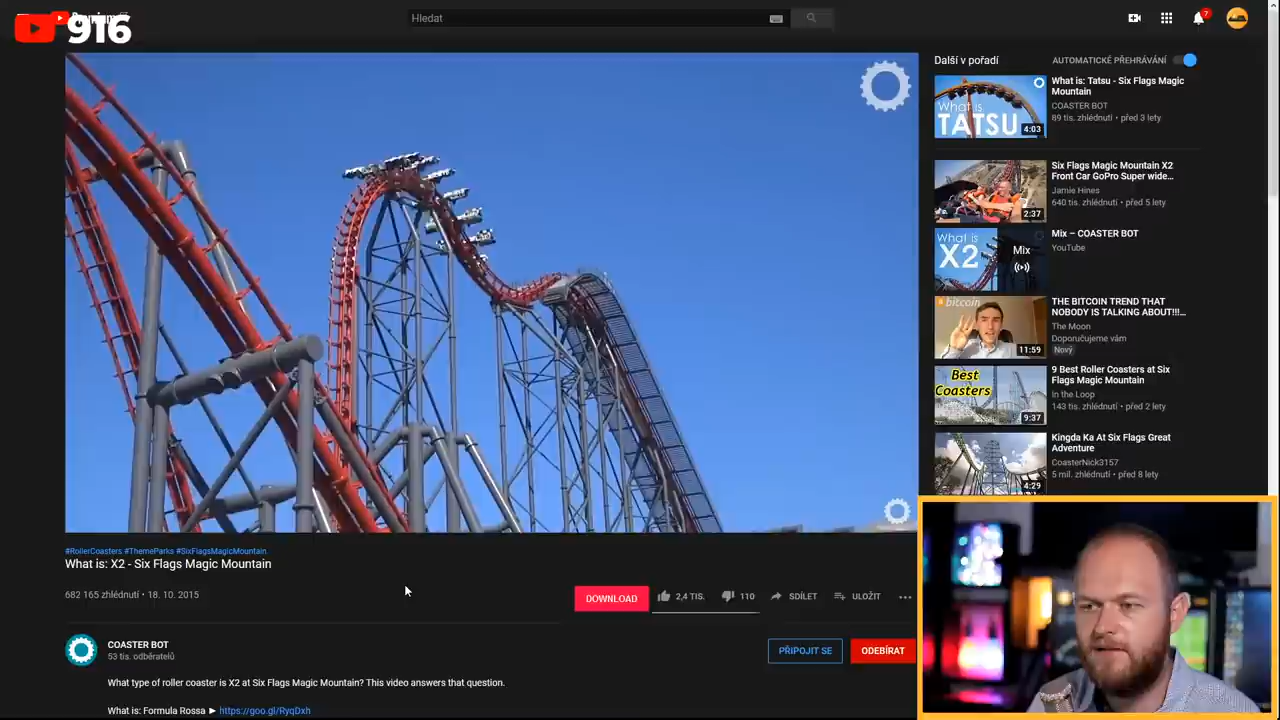 916
Hledat
7
Další v pořadí
AUTOMATICKÉ PŘEHRÁVÁNÍ
What is
TATSU
4:03
What is: Tatsu - Six Flags Magic
Mountain
COASTER BOT
89 tis. zhlédnutí • před 3 lety
2:37
Six Flags Magic Mountain X2
Front Car GoPro Super wide...
Jamie Hines
640 tis. zhlédnutí • před 5 lety
What is
X2
Mix
Mix – COASTER BOT
YouTube
bitcoin
11:59
THE BITCOIN TREND THAT
NOBODY IS TALKING ABOUT!!!...
The Moon
Doporučujeme vám
Nový
Best
Coasters
9:37
9 Best Roller Coasters at Six
Flags Magic Mountain
In the Loop
143 tis. zhlédnutí • před 2 lety
4:29
Kingda Ka At Six Flags Great
Adventure
CoasterNick3157
5 mil. zhlédnutí • před 8 lety
#RollerCoasters #ThemeParks #SixFlagsMagicMountain
What is: X2 - Six Flags Magic Mountain
682 165 zhlédnutí • 18. 10. 2015
DOWNLOAD
2,4 TIS.
110
SDÍLET
ULOŽIT
COASTER BOT
53 tis. odběratelů
PŘIPOJIT SE
ODEBÍRAT
What type of roller coaster is X2 at Six Flags Magic Mountain? This video answers that question.
What is: Formula Rossa ► https://goo.gl/RyqDxh